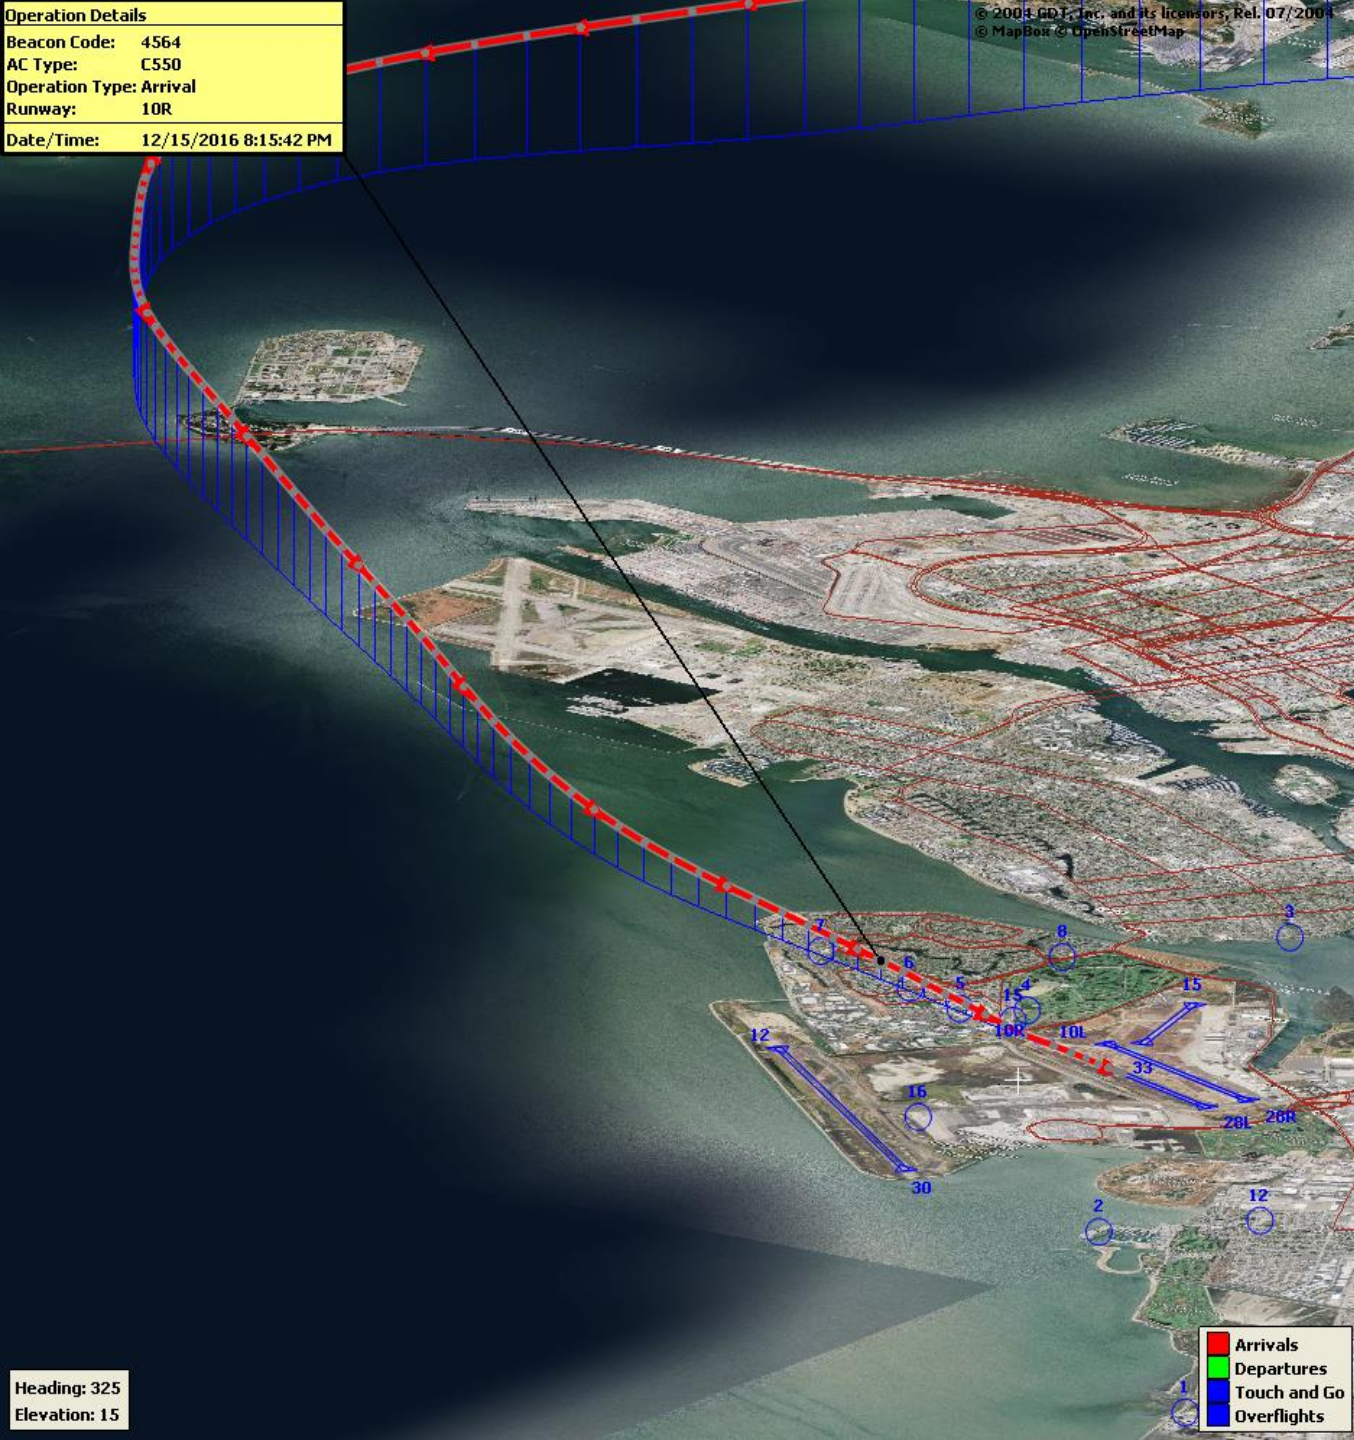 Operation Details
Beacon Code: 4564
AC Type: C550
Operation Type: Arrival
Runway: 10R
Date/Time: 12/15/2016 8:15:42 PM
© 2004 GDT, Inc. and its licensors, Rel. 07/2004
© MapBox © OpenStreetMap
3
7
8
6
5
15
4
15
10R
10L
12
33
16
28L
28R
30
2
12
1
Heading: 325
Elevation: 15
Arrivals
Departures
Touch and Go
Overflights